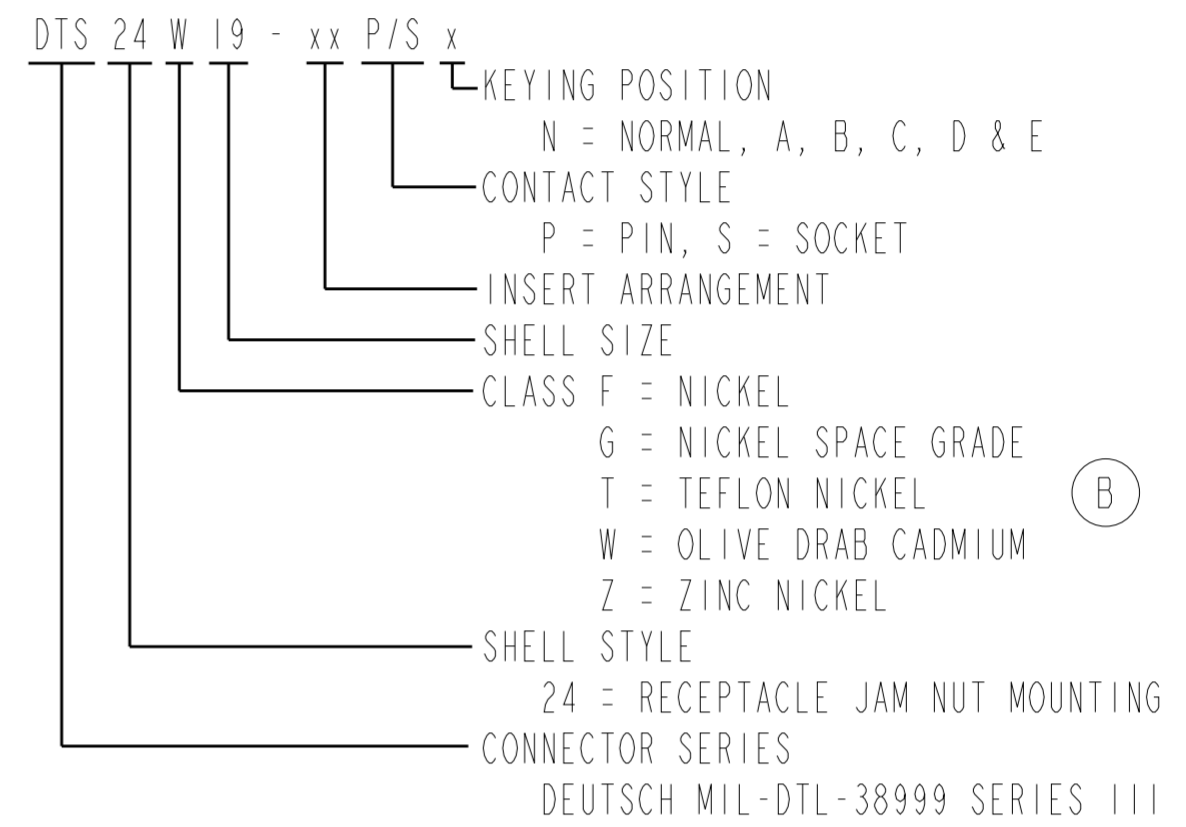 DTS 24 W 19 - xx P/S x
KEYING POSITION
N = NORMAL, A, B, C, D & E
CONTACT STYLE
P = PIN, S = SOCKET
INSERT ARRANGEMENT
SHELL SIZE
CLASS F = NICKEL
G = NICKEL SPACE GRADE
T = TEFLON NICKEL
B
W = OLIVE DRAB CADMIUM
Z = ZINC NICKEL
SHELL STYLE
24 = RECEPTACLE JAM NUT MOUNTING
CONNECTOR SERIES
DEUTSCH MIL-DTL-38999 SERIES III